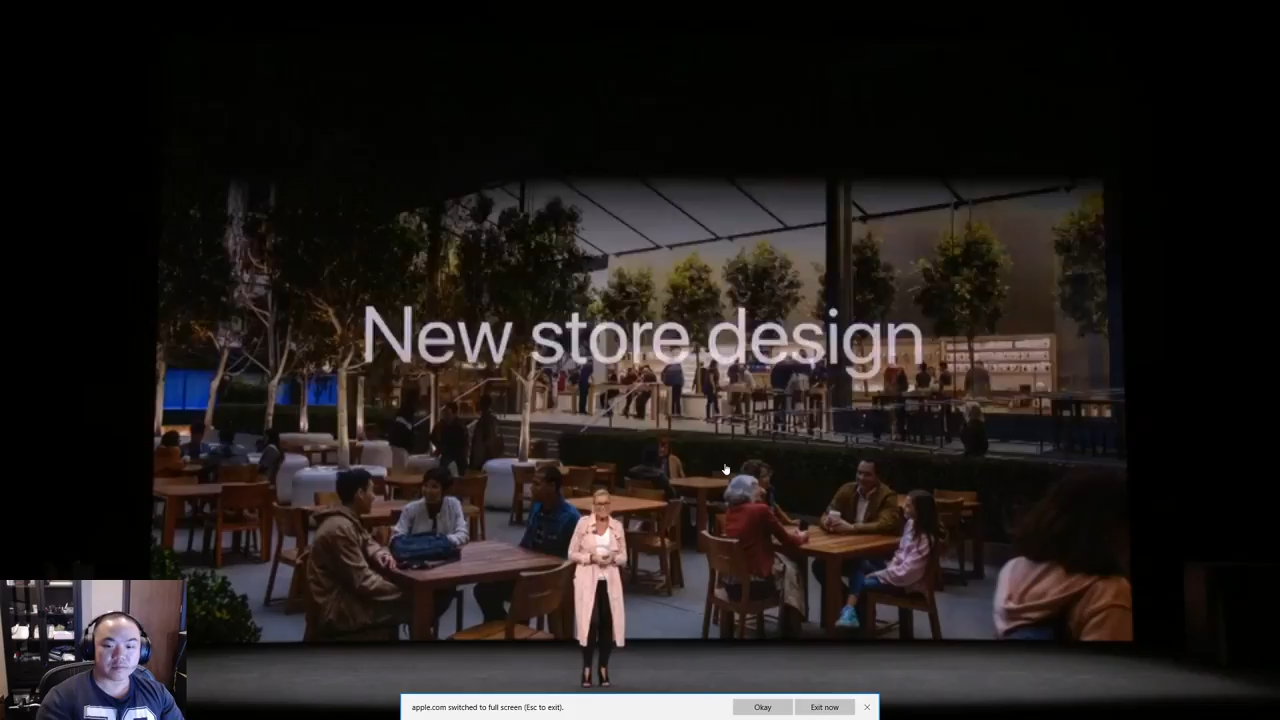 New store design
apple.com switched to full screen (Esc to exit).
Okay
Exit now